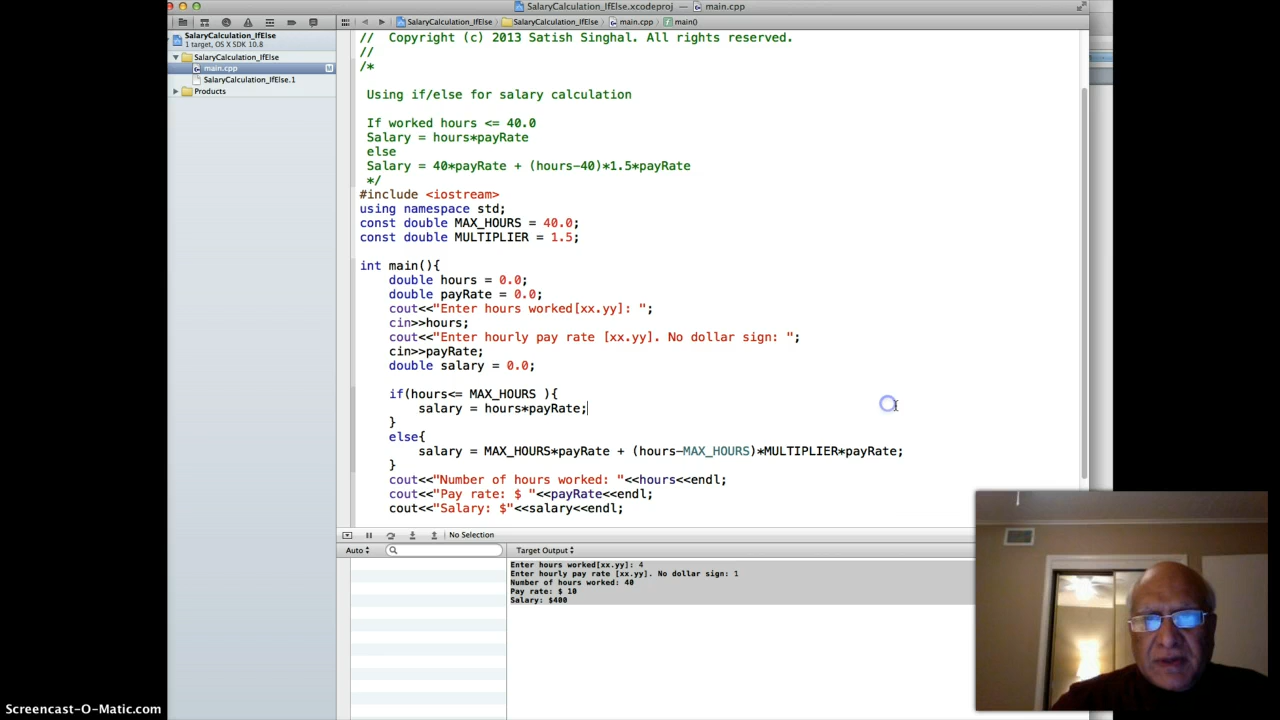 SalaryCalculation_IfElse.xcodeproj — main.cpp
SalaryCalculation_IfElse
SalaryCalculation_IfElse
main.cpp
main()
SalaryCalculation_IfElse
1 target, OS X SDK 10.8
SalaryCalculation_IfElse
main.cpp
M
SalaryCalculation_IfElse.1
Products
//  Copyright (c) 2013 Satish Singhal. All rights reserved.
//
/*
Using if/else for salary calculation
If worked hours <= 40.0
Salary = hours*payRate
else
Salary = 40*payRate + (hours-40)*1.5*payRate
*/
#include <iostream>
using namespace std;
const double MAX_HOURS = 40.0;
const double MULTIPLIER = 1.5;
int main(){
double hours = 0.0;
double payRate = 0.0;
cout<<"Enter hours worked[xx.yy]: ";
cin>>hours;
cout<<"Enter hourly pay rate [xx.yy]. No dollar sign: ";
cin>>payRate;
double salary = 0.0;
if(hours<= MAX_HOURS ){
salary = hours*payRate;
}
else{
salary = MAX_HOURS*payRate + (hours-MAX_HOURS)*MULTIPLIER*payRate;
}
cout<<"Number of hours worked: "<<hours<<endl;
cout<<"Pay rate: $ "<<payRate<<endl;
cout<<"Salary: $"<<salary<<endl;
No Selection
Auto
Target Output
Enter hours worked[xx.yy]: 4
Enter hourly pay rate [xx.yy]. No dollar sign: 1
Number of hours worked: 40
Pay rate: $ 10
Salary: $400
Screencast-O-Matic.com